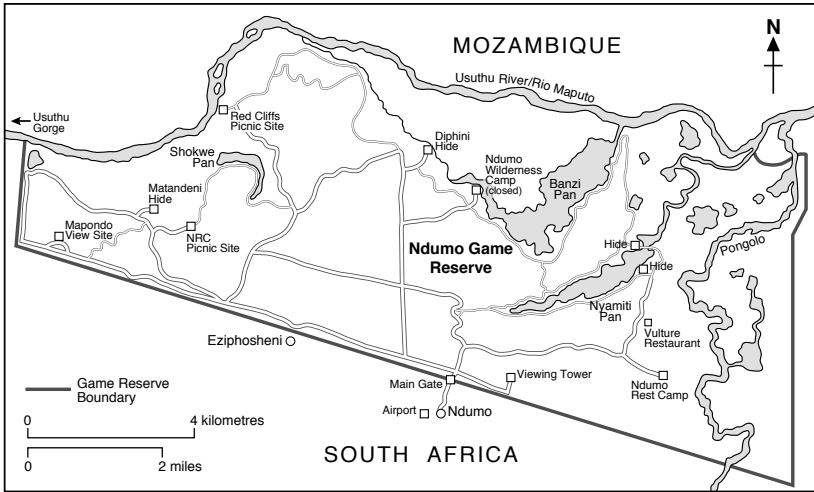 MOZAMBIQUE
N
Usuthu River/Rio Maputo
Usuthu
Gorge
Red Cliffs
Picnic Site
Diphini
Hide
Shokwe
Pan
Ndumo
Wilderness
Camp
(closed)
Banzi
Pan
Matandeni
Hide
Mapondo
View Site
NRC
Picnic Site
Ndumo Game
Reserve
Hide
Pongolo
Hide
Nyamiti
Pan
Vulture
Restaurant
Eziphosheni
Game Reserve
Boundary
Main Gate
Viewing Tower
Ndumo
Rest Camp
Airport
Ndumo
0
4 kilometres
0
2 miles
SOUTH AFRICA